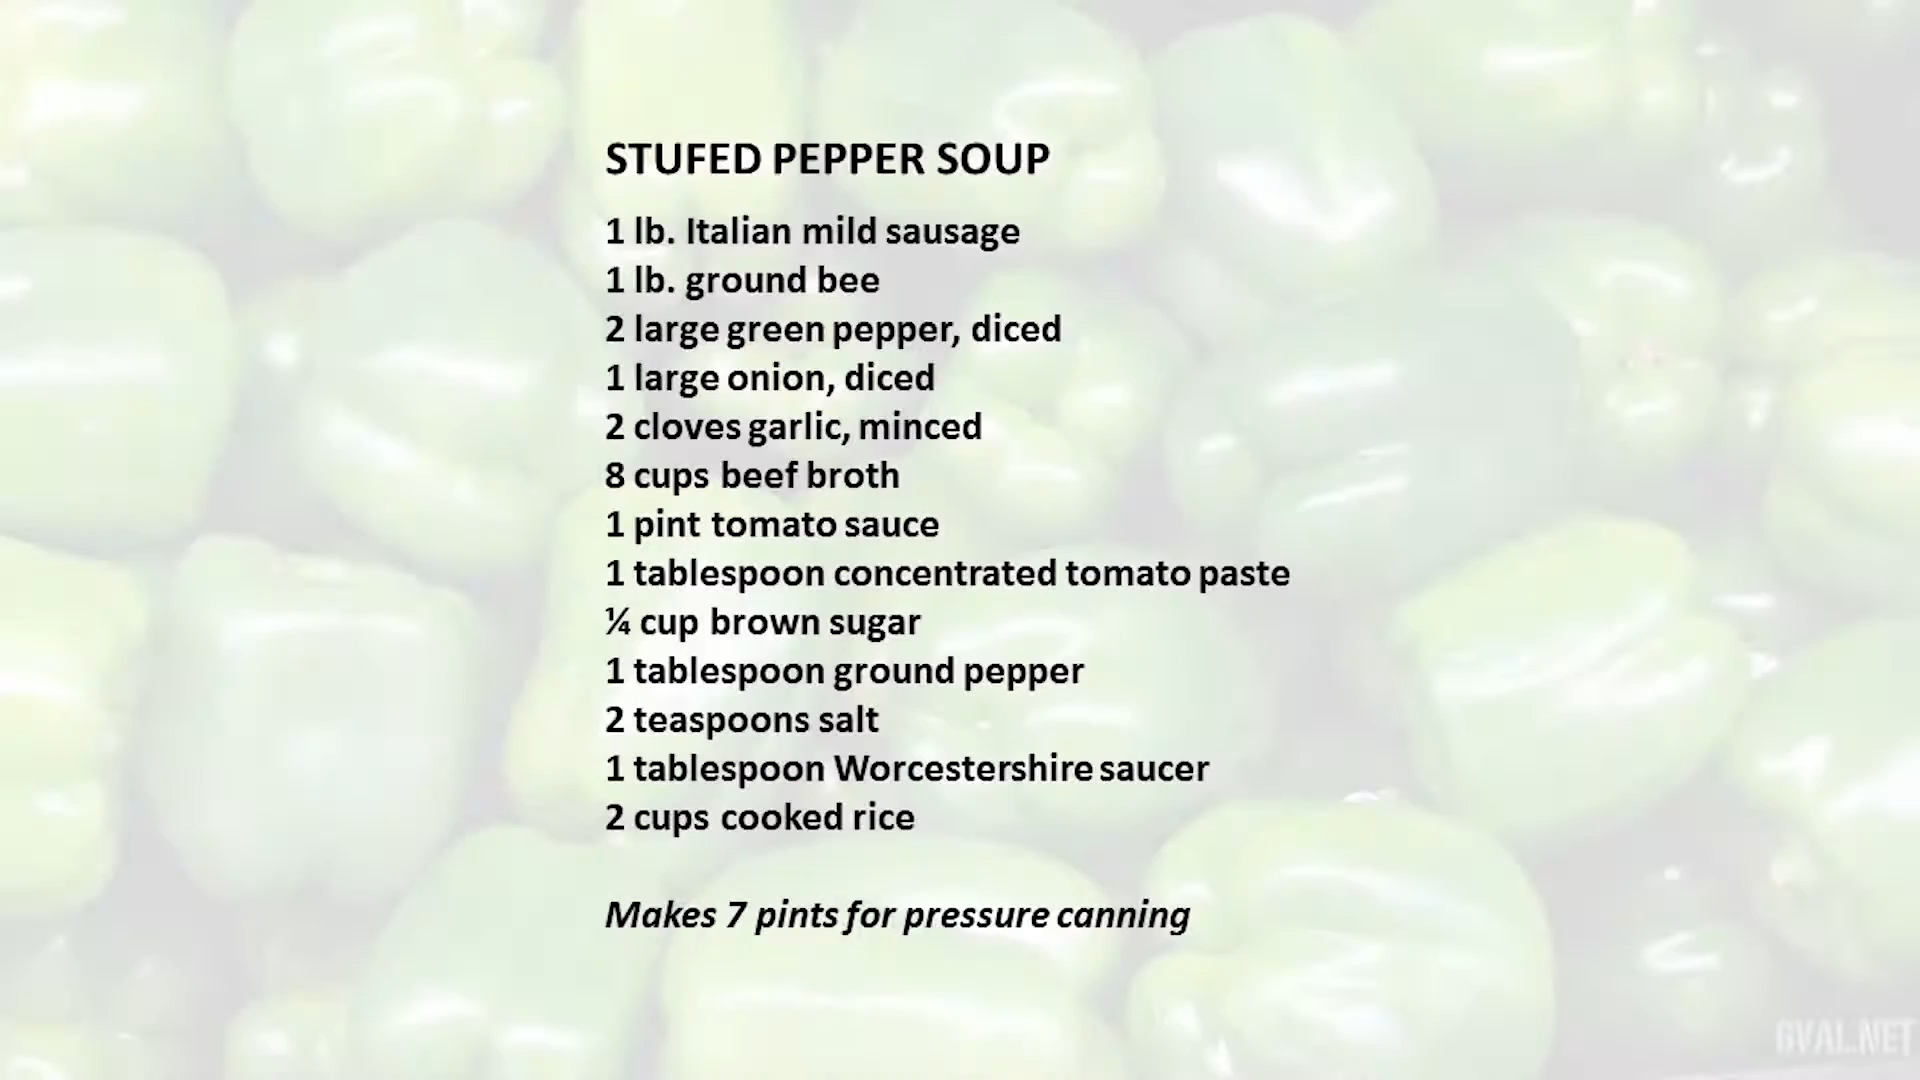 STUFED PEPPER SOUP
1 lb. Italian mild sausage
1 lb. ground bee
2 large green pepper, diced
1 large onion, diced
2 cloves garlic, minced
8 cups beef broth
1 pint tomato sauce
1 tablespoon concentrated tomato paste
¼ cup brown sugar
1 tablespoon ground pepper
2 teaspoons salt
1 tablespoon Worcestershire saucer
2 cups cooked rice
Makes 7 pints for pressure canning
GVAL.NET